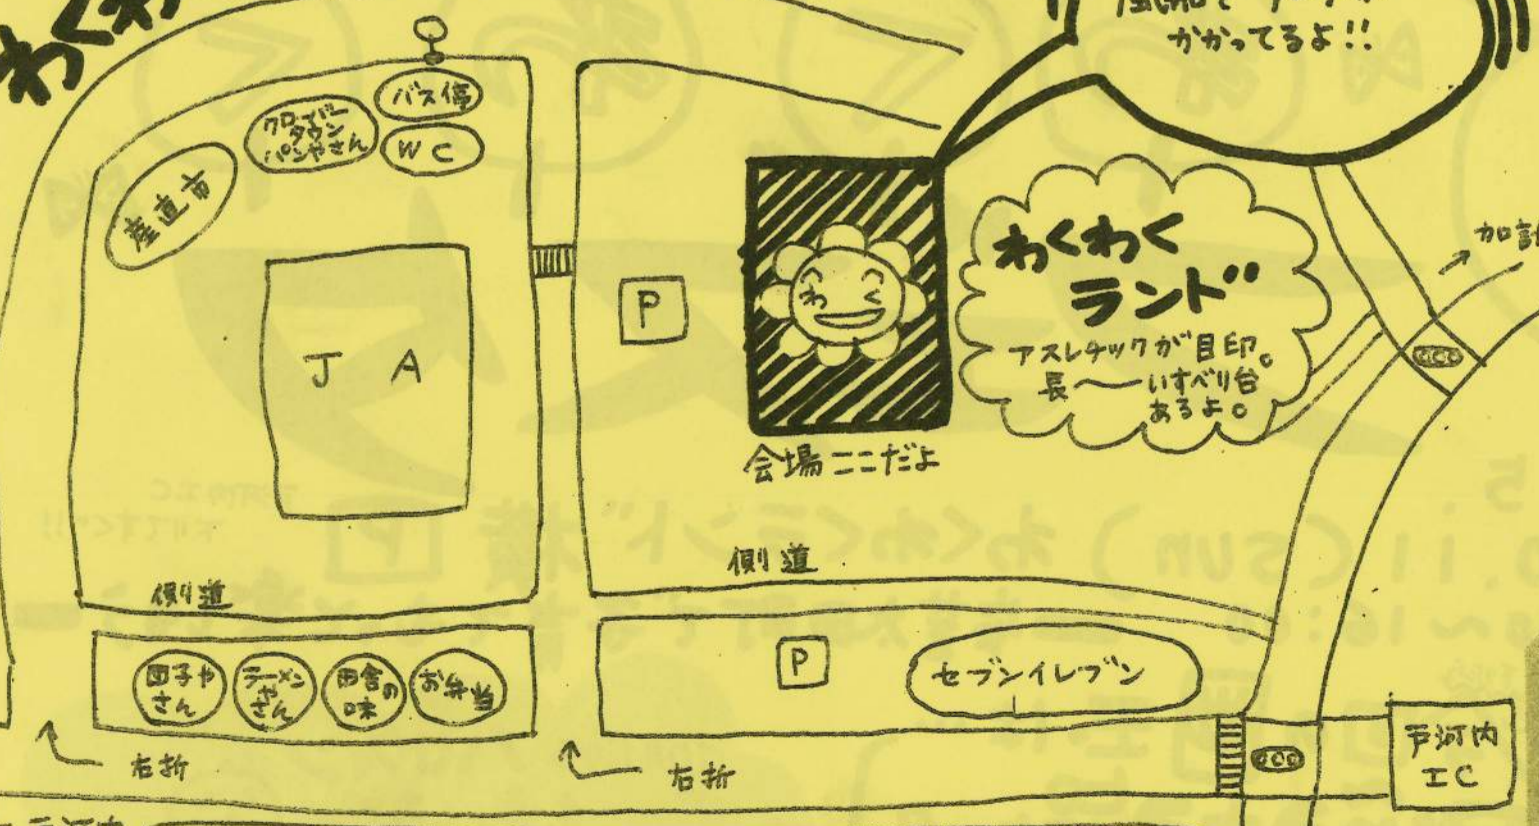 わくわ
かかってるよ!!
バス停
クローバー
タウン
パンやさん
WC
産直市
JA
P
わく
わくわく
ランド
アスレチックが目印。
長〜いすべり台
あるよ。
加計
会場ここだよ
側道
側道
団子や
さん
ラーメン
や
さん
田舎の
味
お弁当
P
セブンイレブン
右折
右折
戸河内
IC